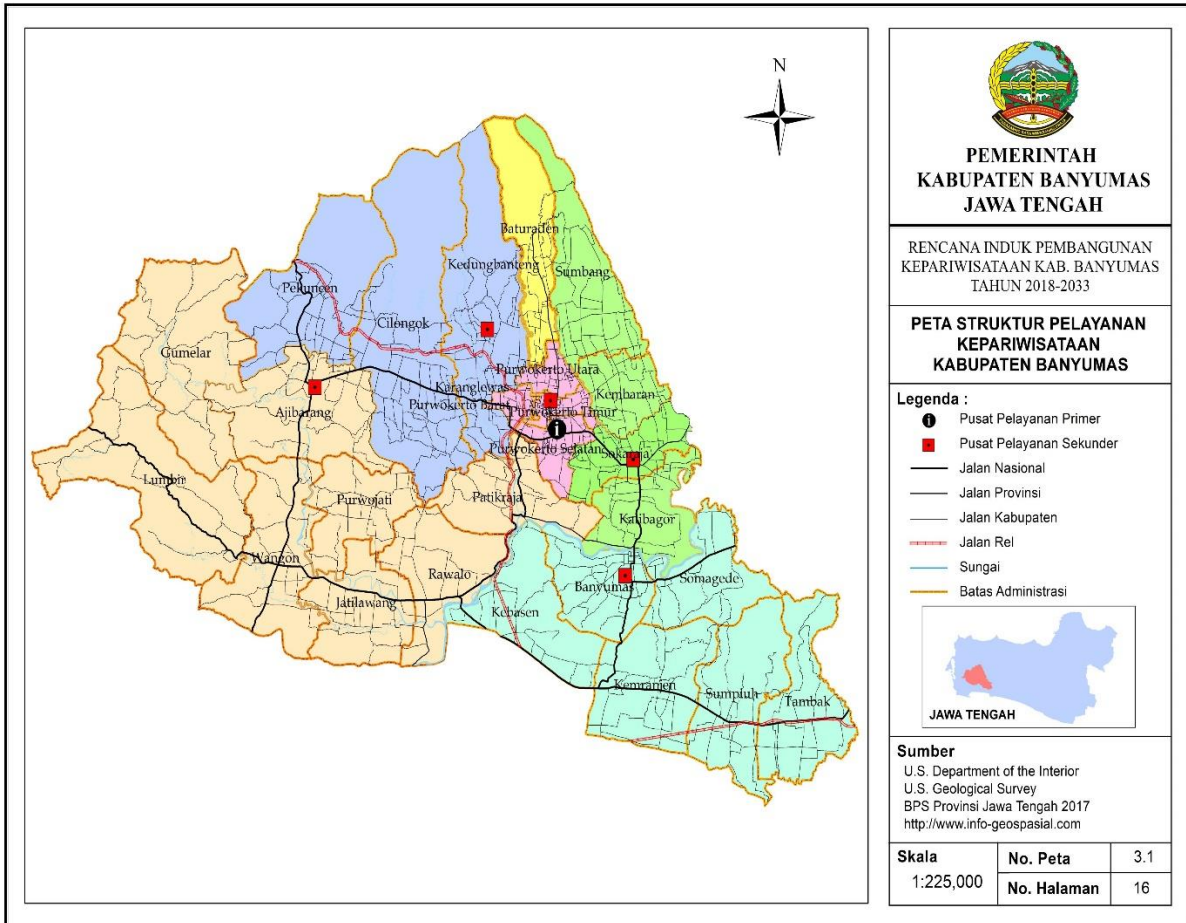 N
Baturaden
Kedungbanteng
Sumbang
Pekuncen
Cilongok
Gumelar
Purwokerto Utara
Karanglewas
Kembaran
Ajibarang
Purwokerto Barat
Purwokerto Timur
Purwokerto Selatan
Sokaraja
Lumbir
Purwojati
Patikraja
Kalibagor
Wangon
Rawalo
Banyumas
Somagede
Jatilawang
Kebasen
Kemranjen
Sumpiuh
Tambak
PEMERINTAH
KABUPATEN BANYUMAS
JAWA TENGAH
RENCANA INDUK PEMBANGUNAN
KEPARIWISATAAN KAB. BANYUMAS
TAHUN 2018-2033
PETA STRUKTUR PELAYANAN
KEPARIWISATAAN
KABUPATEN BANYUMAS
Legenda :
i Pusat Pelayanan Primer
Pusat Pelayanan Sekunder
Jalan Nasional
Jalan Provinsi
Jalan Kabupaten
Jalan Rel
Sungai
Batas Administrasi
JAWA TENGAH
Sumber
U.S. Department of the Interior
U.S. Geological Survey
BPS Provinsi Jawa Tengah 2017
http://www.info-geospasial.com
Skala
1:225,000
No. Peta 3.1
No. Halaman 16